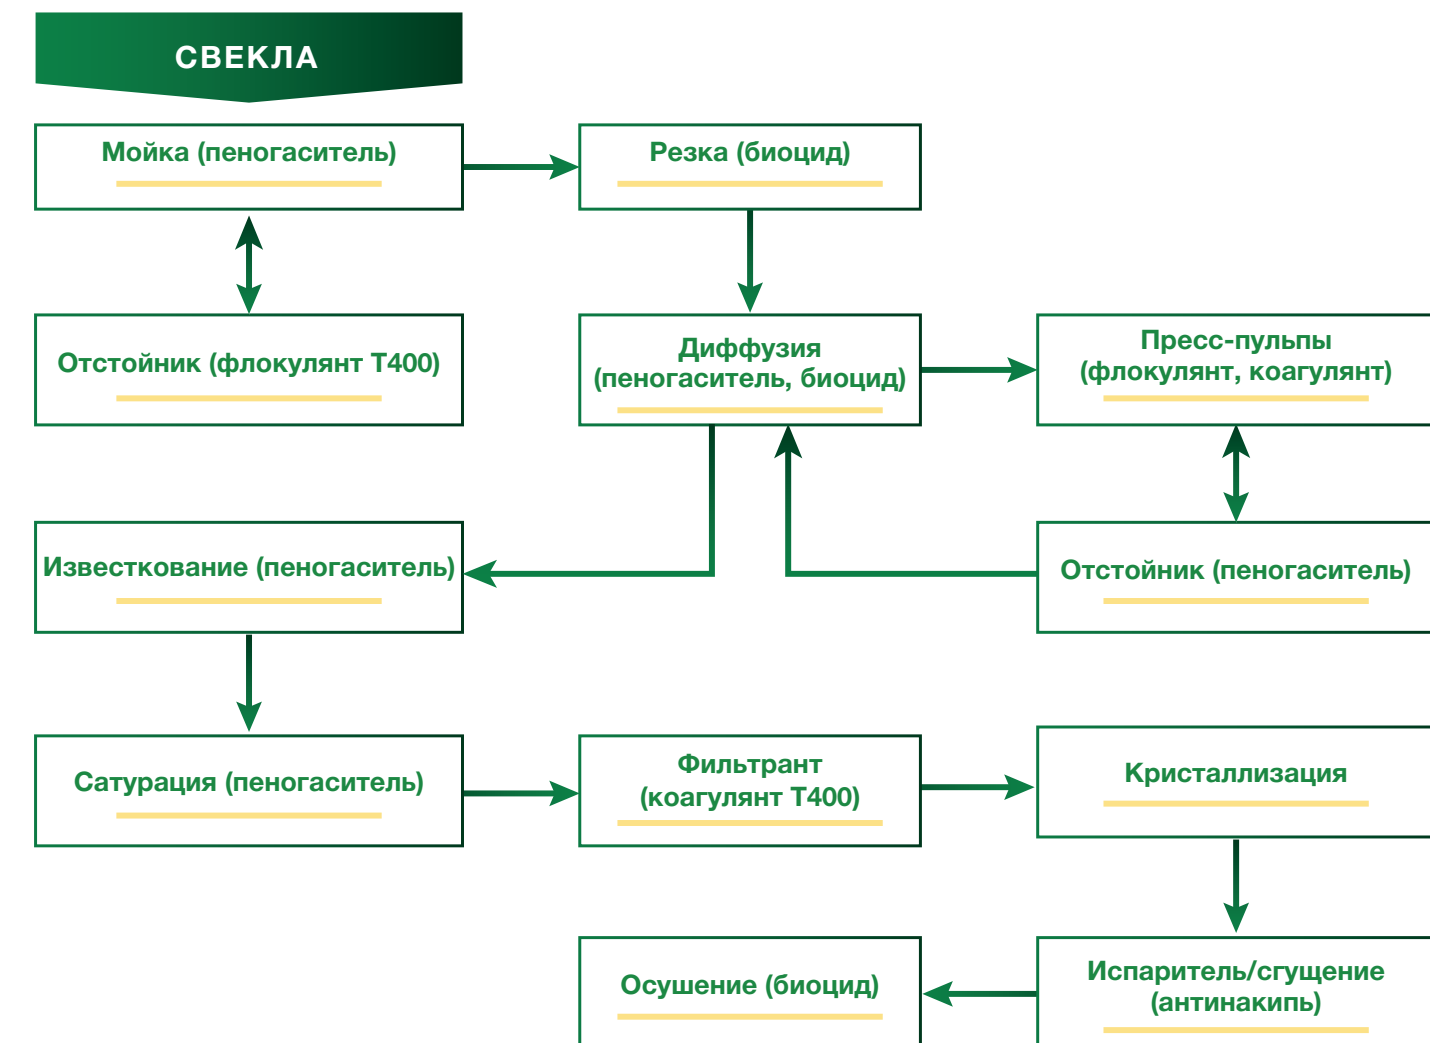 СВЕКЛА
Мойка (пеногаситель)
Резка (биоцид)
Отстойник (флокулянт Т400)
Диффузия
(пеногаситель, биоцид)
Пресс-пульпы
(флокулянт, коагулянт)
Известкование (пеногаситель)
Отстойник (пеногаситель)
Сатурация (пеногаситель)
Фильтрант
(коагулянт Т400)
Кристаллизация
Осушение (биоцид)
Испаритель/сгущение
(антинакипь)